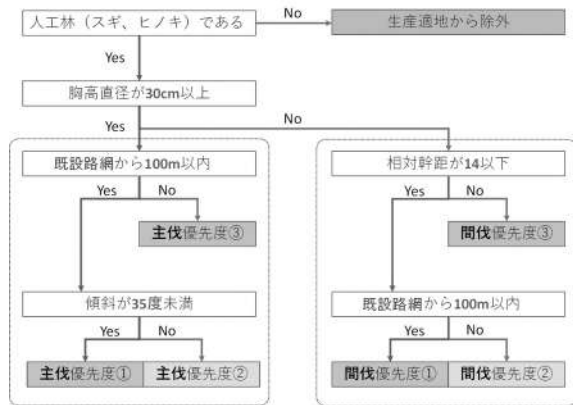 人工林（スギ、ヒノキ）である
No
生産適地から除外
Yes
胸高直径が30cm以上
Yes
No
既設路網から100m以内
相対幹距が14以下
Yes
No
Yes
No
主伐優先度③
間伐優先度③
傾斜が35度未満
既設路網から100m以内
Yes
No
Yes
No
主伐優先度①
主伐優先度②
間伐優先度①
間伐優先度②